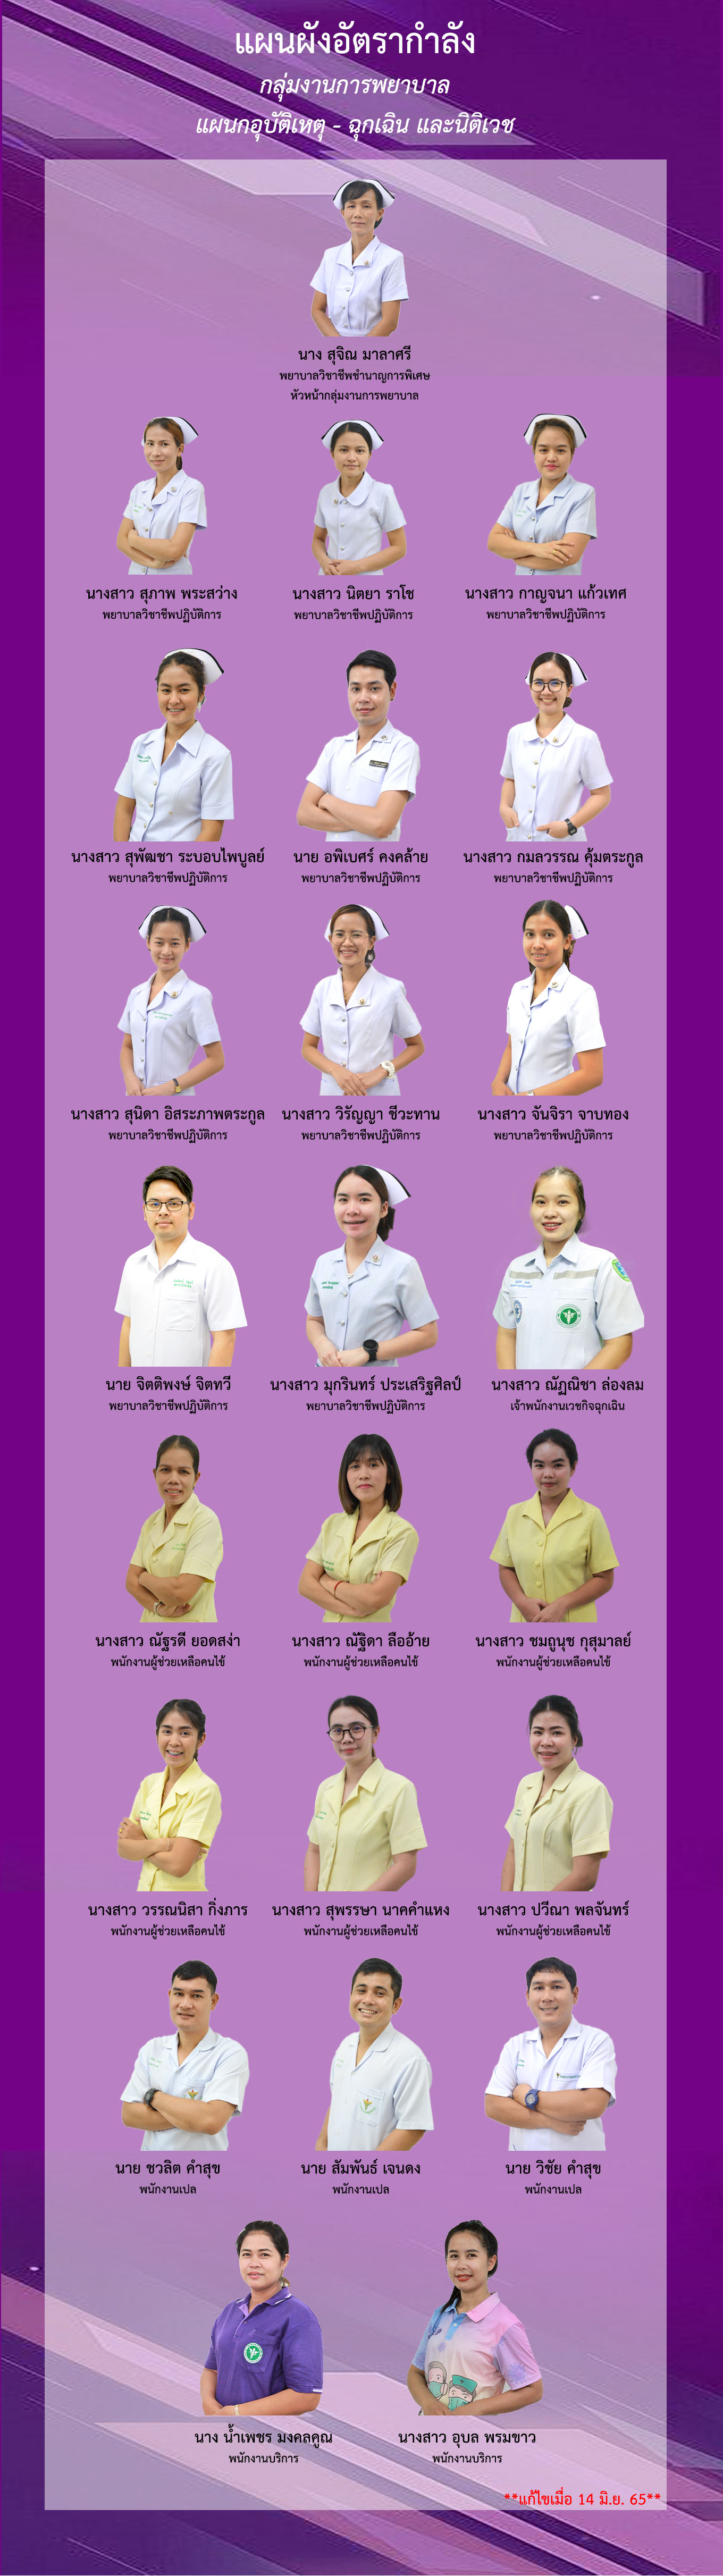 แผนผังอัตรากำลัง
กลุ่มงานการพยาบาล
แผนกอุบัติเหตุ - ฉุกเฉิน และนิติเวช
นาง สุจิณ มาลาศรี
พยาบาลวิชาชีพชำนาญการพิเศษ
หัวหน้ากลุ่มงานการพยาบาล
นางสาว สุภาพ พระสว่าง
พยาบาลวิชาชีพปฏิบัติการ
นางสาว นิตยา ราโช
พยาบาลวิชาชีพปฏิบัติการ
นางสาว กาญจนา แก้วเทศ
พยาบาลวิชาชีพปฏิบัติการ
นางสาว สุพัฒชา ระบอบไพบูลย์
พยาบาลวิชาชีพปฏิบัติการ
นาย อพิเบศร์ คงคล้าย
พยาบาลวิชาชีพปฏิบัติการ
นางสาว กมลวรรณ คุ้มตระกูล
พยาบาลวิชาชีพปฏิบัติการ
นางสาว สุนิดา อิสระภาพตระกูล
พยาบาลวิชาชีพปฏิบัติการ
นางสาว วิรัญญา ชีวะทาน
พยาบาลวิชาชีพปฏิบัติการ
นางสาว จันจิรา จาบทอง
พยาบาลวิชาชีพปฏิบัติการ
นาย จิตติพงษ์ จิตทวี
พยาบาลวิชาชีพปฏิบัติการ
นางสาว มุกรินทร์ ประเสริฐศิลป์
พยาบาลวิชาชีพปฏิบัติการ
นางสาว ณัฏณิชา ล่องลม
เจ้าพนักงานเวชกิจฉุกเฉิน
นางสาว ณัฐรดี ยอดสง่า
พนักงานผู้ช่วยเหลือคนไข้
นางสาว ณัฐิดา ลืออ้าย
พนักงานผู้ช่วยเหลือคนไข้
นางสาว ชมภูนุช กุสุมาลย์
พนักงานผู้ช่วยเหลือคนไข้
นางสาว วรรณนิสา กิ่งภาร
พนักงานผู้ช่วยเหลือคนไข้
นางสาว สุพรรษา นาคคำแหง
พนักงานผู้ช่วยเหลือคนไข้
นางสาว ปวีณา พลจันทร์
พนักงานผู้ช่วยเหลือคนไข้
นาย ชวลิต คำสุข
พนักงานเปล
นาย สัมพันธ์ เจนดง
พนักงานเปล
นาย วิชัย คำสุข
พนักงานเปล
นาง น้ำเพชร มงคลคูณ
พนักงานบริการ
นางสาว อุบล พรมขาว
พนักงานบริการ
**แก้ไขเมื่อ 14 มิ.ย. 65**